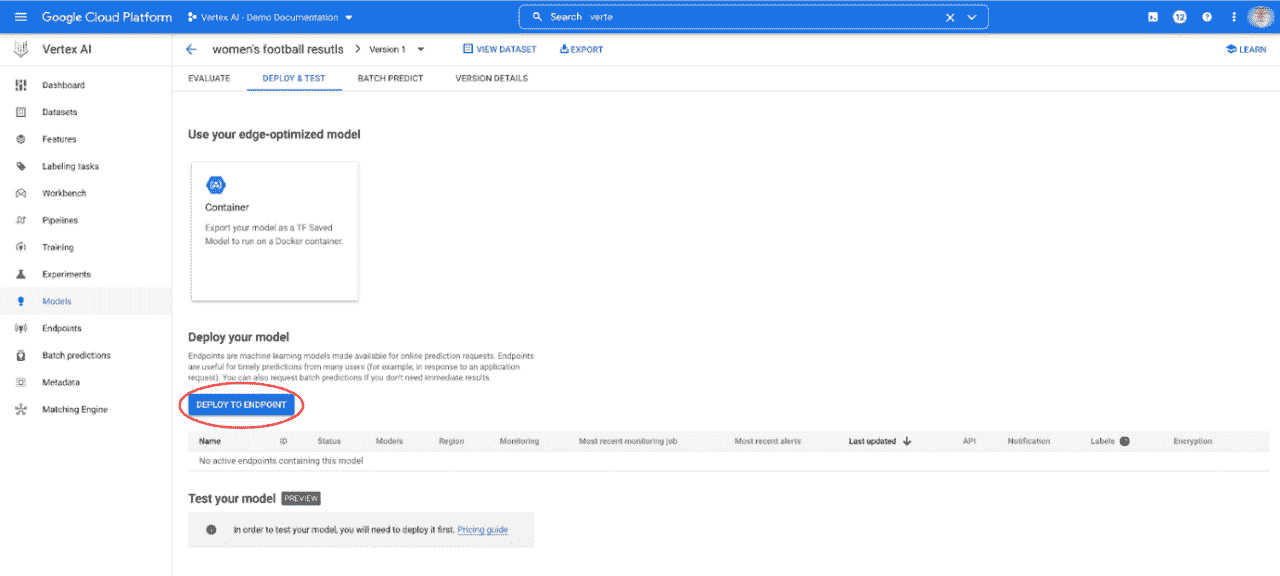 Google Cloud Platform
Vertex AI - Demo Documentation
Search verte
12
Vertex AI
women's football resutls
Version 1
VIEW DATASET
EXPORT
LEARN
EVALUATE
DEPLOY & TEST
BATCH PREDICT
VERSION DETAILS
Dashboard
Datasets
Features
Labeling tasks
Workbench
Pipelines
Training
Experiments
Models
Endpoints
Batch predictions
Metadata
Matching Engine
Use your edge-optimized model
Container
Export your model as a TF Saved
Model to run on a Docker container.
Deploy your model
Endpoints are machine learning models made available for online prediction requests. Endpoints
are useful for timely predictions from many users (for example, in response to an application
request). You can also request batch predictions if you don't need immediate results.
DEPLOY TO ENDPOINT
Name ID Status Models Region Monitoring Most recent monitoring job Most recent alerts Last updated API Notification Labels Encryption
No active endpoints containing this model
Test your model PREVIEW
In order to test your model, you will need to deploy it first. Pricing guide